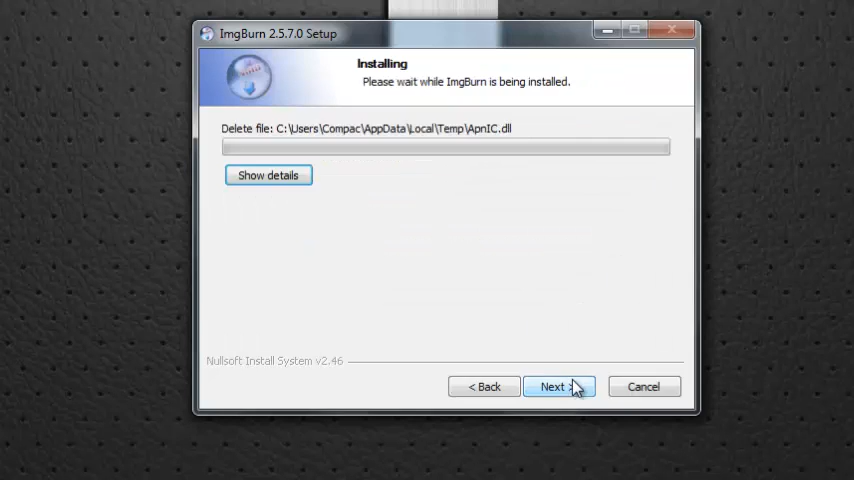 ImgBurn 2.5.7.0 Setup
Installing
Please wait while ImgBurn is being installed.
Delete file: C:\Users\Compac\AppData\Local\Temp\ApnIC.dll
Show details
Nullsoft Install System v2.46
< Back
Next >
Cancel